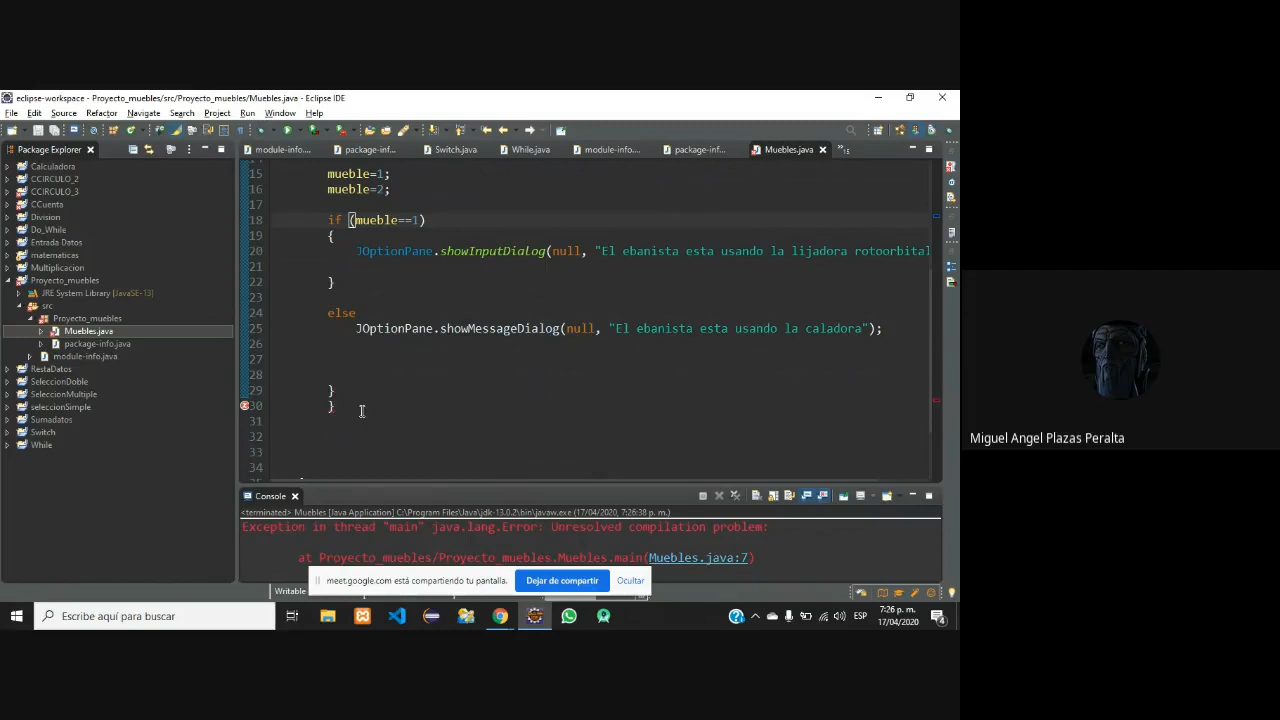 eclipse-workspace - Proyecto_muebles/src/Proyecto_muebles/Muebles.java - Eclipse IDE
File Edit Source Refactor Navigate Search Project Run Window Help
Package Explorer
module-info.... package-inf... Switch.java While.java module-info.... package-inf... Muebles.java »15
Calculadora
CCIRCULO_2
CCIRCULO_3
CCuenta
Division
Do_While
Entrada Datos
matematicas
Multiplicacion
Proyecto_muebles
JRE System Library [JavaSE-13]
src
Proyecto_muebles
Muebles.java
package-info.java
module-info.java
RestaDatos
SeleccionDoble
SeleccionMultiple
seleccionSimple
Sumadatos
Switch
While
15 mueble=1;
16 mueble=2;
17
18 if (mueble==1)
19 {
20 JOptionPane.showInputDialog(null, "El ebanista esta usando la lijadora rotoorbital
21
22 }
23
24 else
25 JOptionPane.showMessageDialog(null, "El ebanista esta usando la caladora");
26
27
28
29 }
30 }
31
32
33
34
Console
<terminated> Muebles [Java Application] C:\Program Files\Java\jdk-13.0.2\bin\javaw.exe (17/04/2020, 7:26:38 p. m.)
Exception in thread "main" java.lang.Error: Unresolved compilation problem:
at Proyecto_muebles/Proyecto_muebles.Muebles.main(Muebles.java:7)
meet.google.com está compartiendo tu pantalla. Dejar de compartir Ocultar
Writable
Escribe aquí para buscar
ESP
7:26 p. m.
17/04/2020
4
Miguel Angel Plazas Peralta